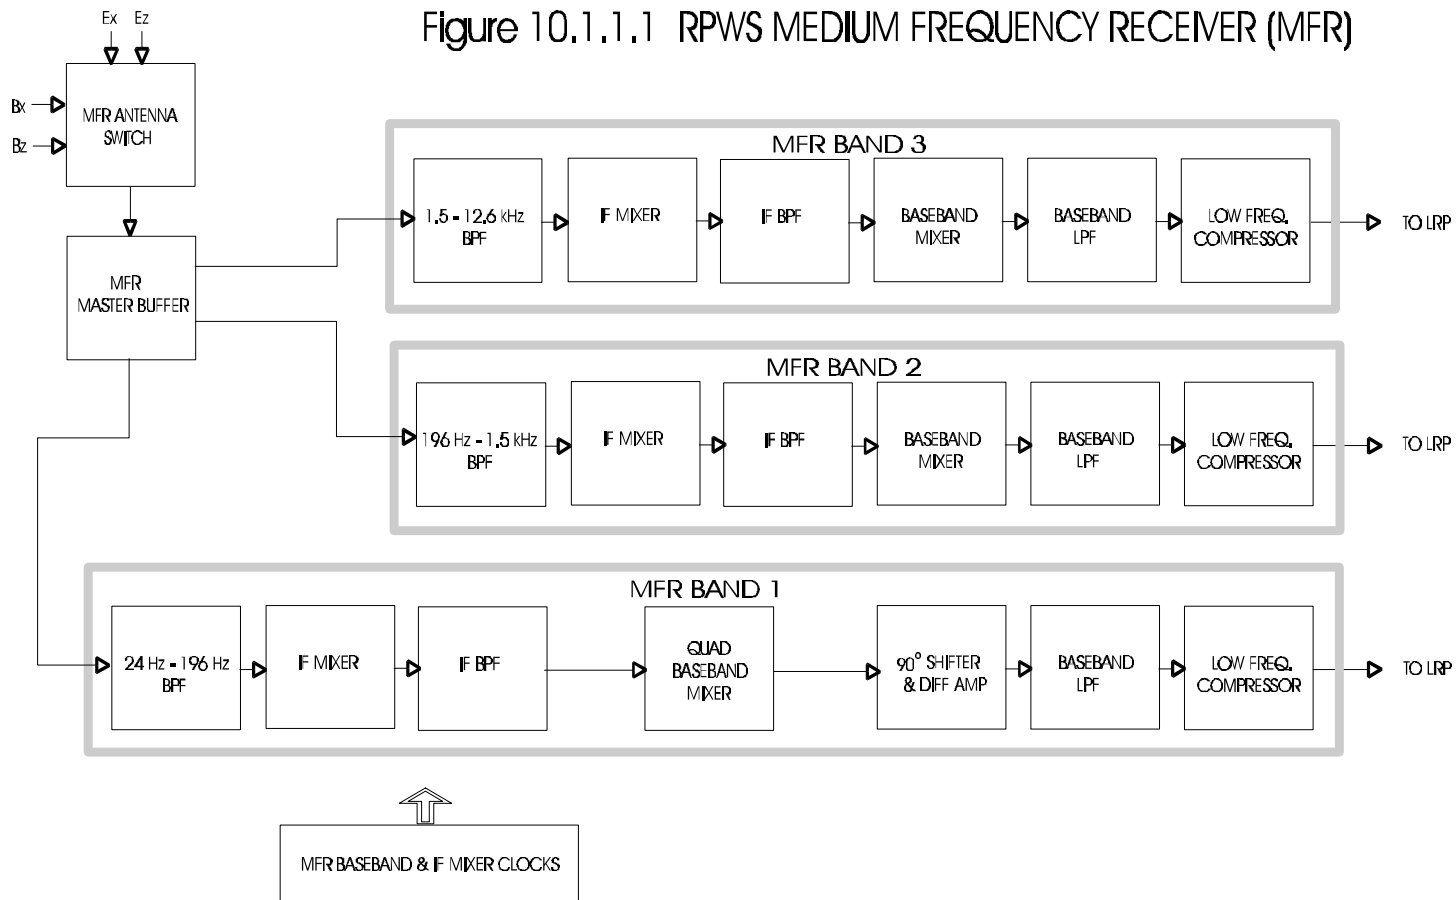 Figure 10.1.1.1 RPWS MEDIUM FREQUENCY RECEIVER (MFR)
Ex Ez
Bx
Bz
MFR ANTENNA
SWITCH
MFR
MASTER BUFFER
MFR BAND 3
1.5 - 12.6 kHz
BPF
IF MIXER
IF BPF
BASEBAND
MIXER
BASEBAND
LPF
LOW FREQ.
COMPRESSOR
TO LRP
MFR BAND 2
196 Hz - 1.5 kHz
BPF
IF MIXER
IF BPF
BASEBAND
MIXER
BASEBAND
LPF
LOW FREQ.
COMPRESSOR
TO LRP
MFR BAND 1
24 Hz - 196 Hz
BPF
IF MIXER
IF BPF
QUAD
BASEBAND
MIXER
90° SHIFTER
& DIFF AMP
BASEBAND
LPF
LOW FREQ.
COMPRESSOR
TO LRP
MFR BASEBAND & IF MIXER CLOCKS